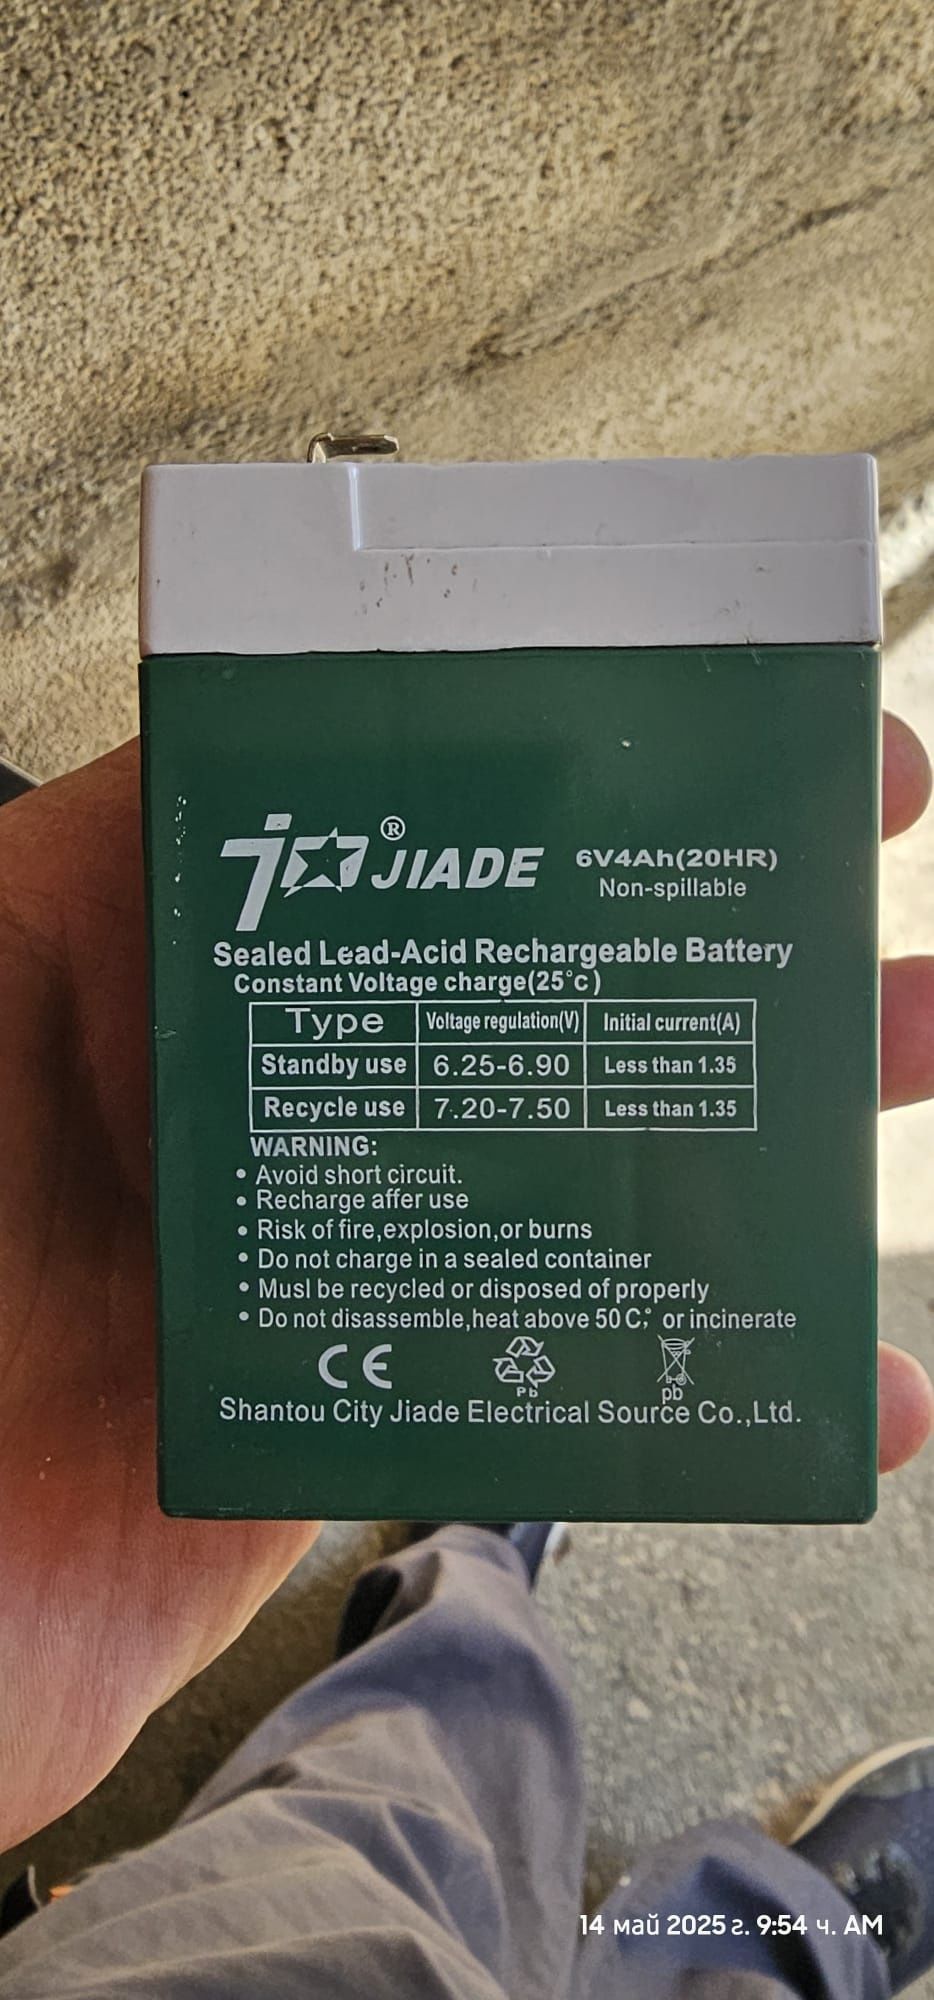 ® JIADE 6V4Ah(20HR)
Non-spillable
Sealed Lead-Acid Rechargeable Battery
Constant Voltage charge(25°c)
Type Voltage regulation(V) Initial current(A)
Standby use 6.25-6.90 Less than 1.35
Recycle use 7.20-7.50 Less than 1.35
WARNING:
• Avoid short circuit.
• Recharge affer use
• Risk of fire,explosion,or burns
• Do not charge in a sealed container
• Musl be recycled or disposed of properly
• Do not disassemble,heat above 50 C;° or incinerate
CE Pb pb
Shantou City Jiade Electrical Source Co.,Ltd.
14 май 2025 г. 9:54 ч. AM